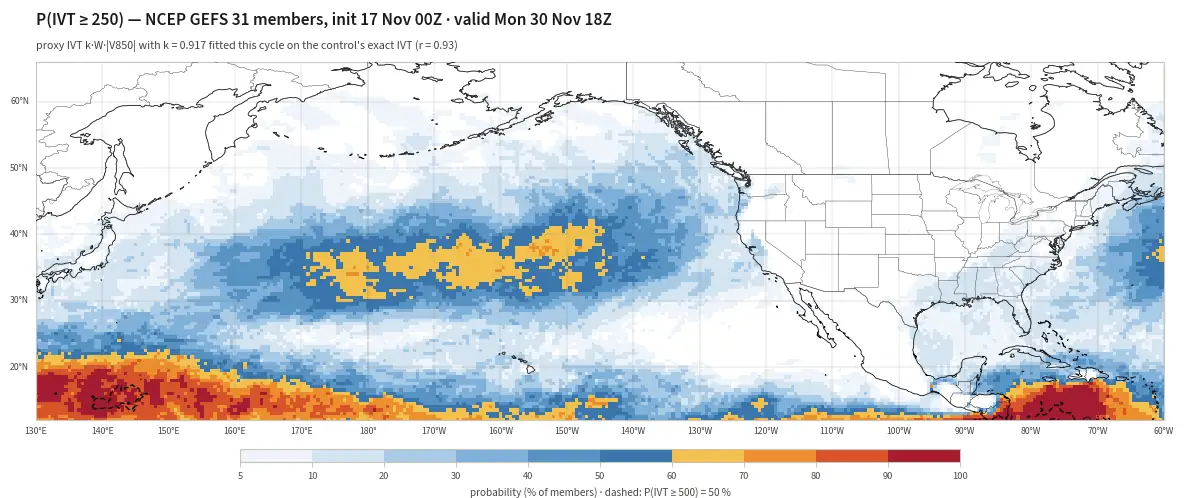 P(IVT ≥ 250) — NCEP GEFS 31 members, init 17 Nov 00Z · valid Mon 30 Nov 18Z
proxy IVT k·W·|V850| with k = 0.917 fitted this cycle on the control's exact IVT (r = 0.93)
60°N
50°N
40°N
30°N
20°N
130°E 140°E 150°E 160°E 170°E 180° 170°W 160°W 150°W 140°W 130°W 120°W 110°W 100°W 90°W 80°W 70°W 60°W
5 10 20 30 40 50 60 70 80 90 100
probability (% of members) · dashed: P(IVT ≥ 500) = 50 %